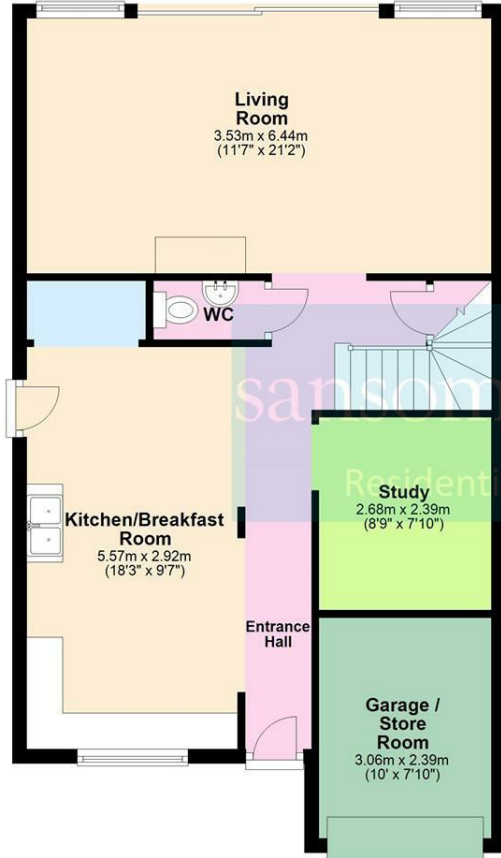 Living
Room
3.53m x 6.44m
(11'7" x 21'2")
WC
sansom
Residenti
Study
2.68m x 2.39m
(8'9" x 7'10")
Kitchen/Breakfast
Room
5.57m x 2.92m
(18'3" x 9'7")
Entrance
Hall
Garage /
Store
Room
3.06m x 2.39m
(10' x 7'10")